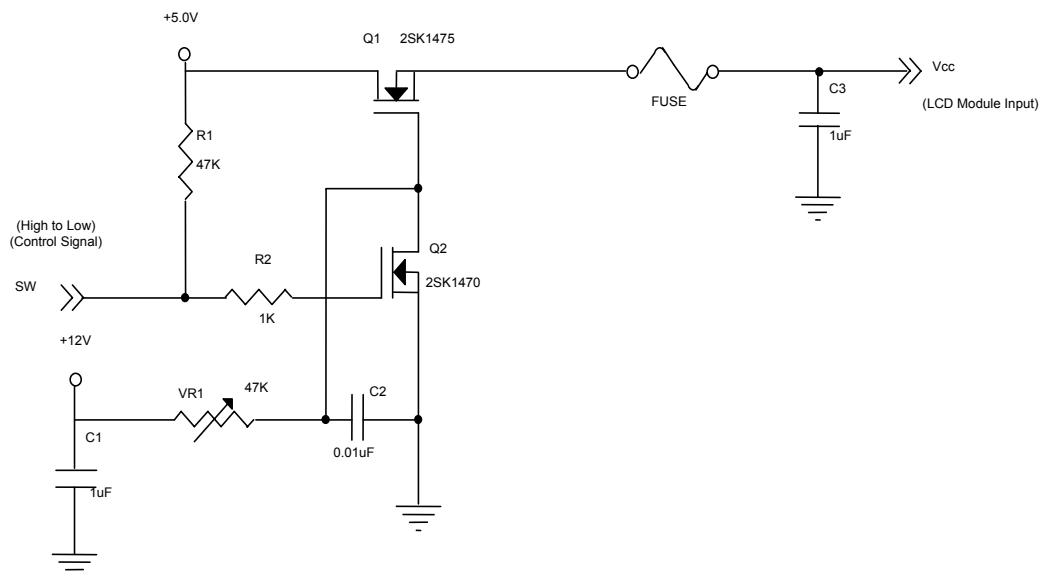 +5.0V
Q1 2SK1475
Vcc
FUSE
C3
(LCD Module Input)
1uF
R1
47K
(High to Low)
(Control Signal)
Q2
R2
2SK1470
SW
1K
+12V
VR1
47K
C2
C1
0.01uF
1uF